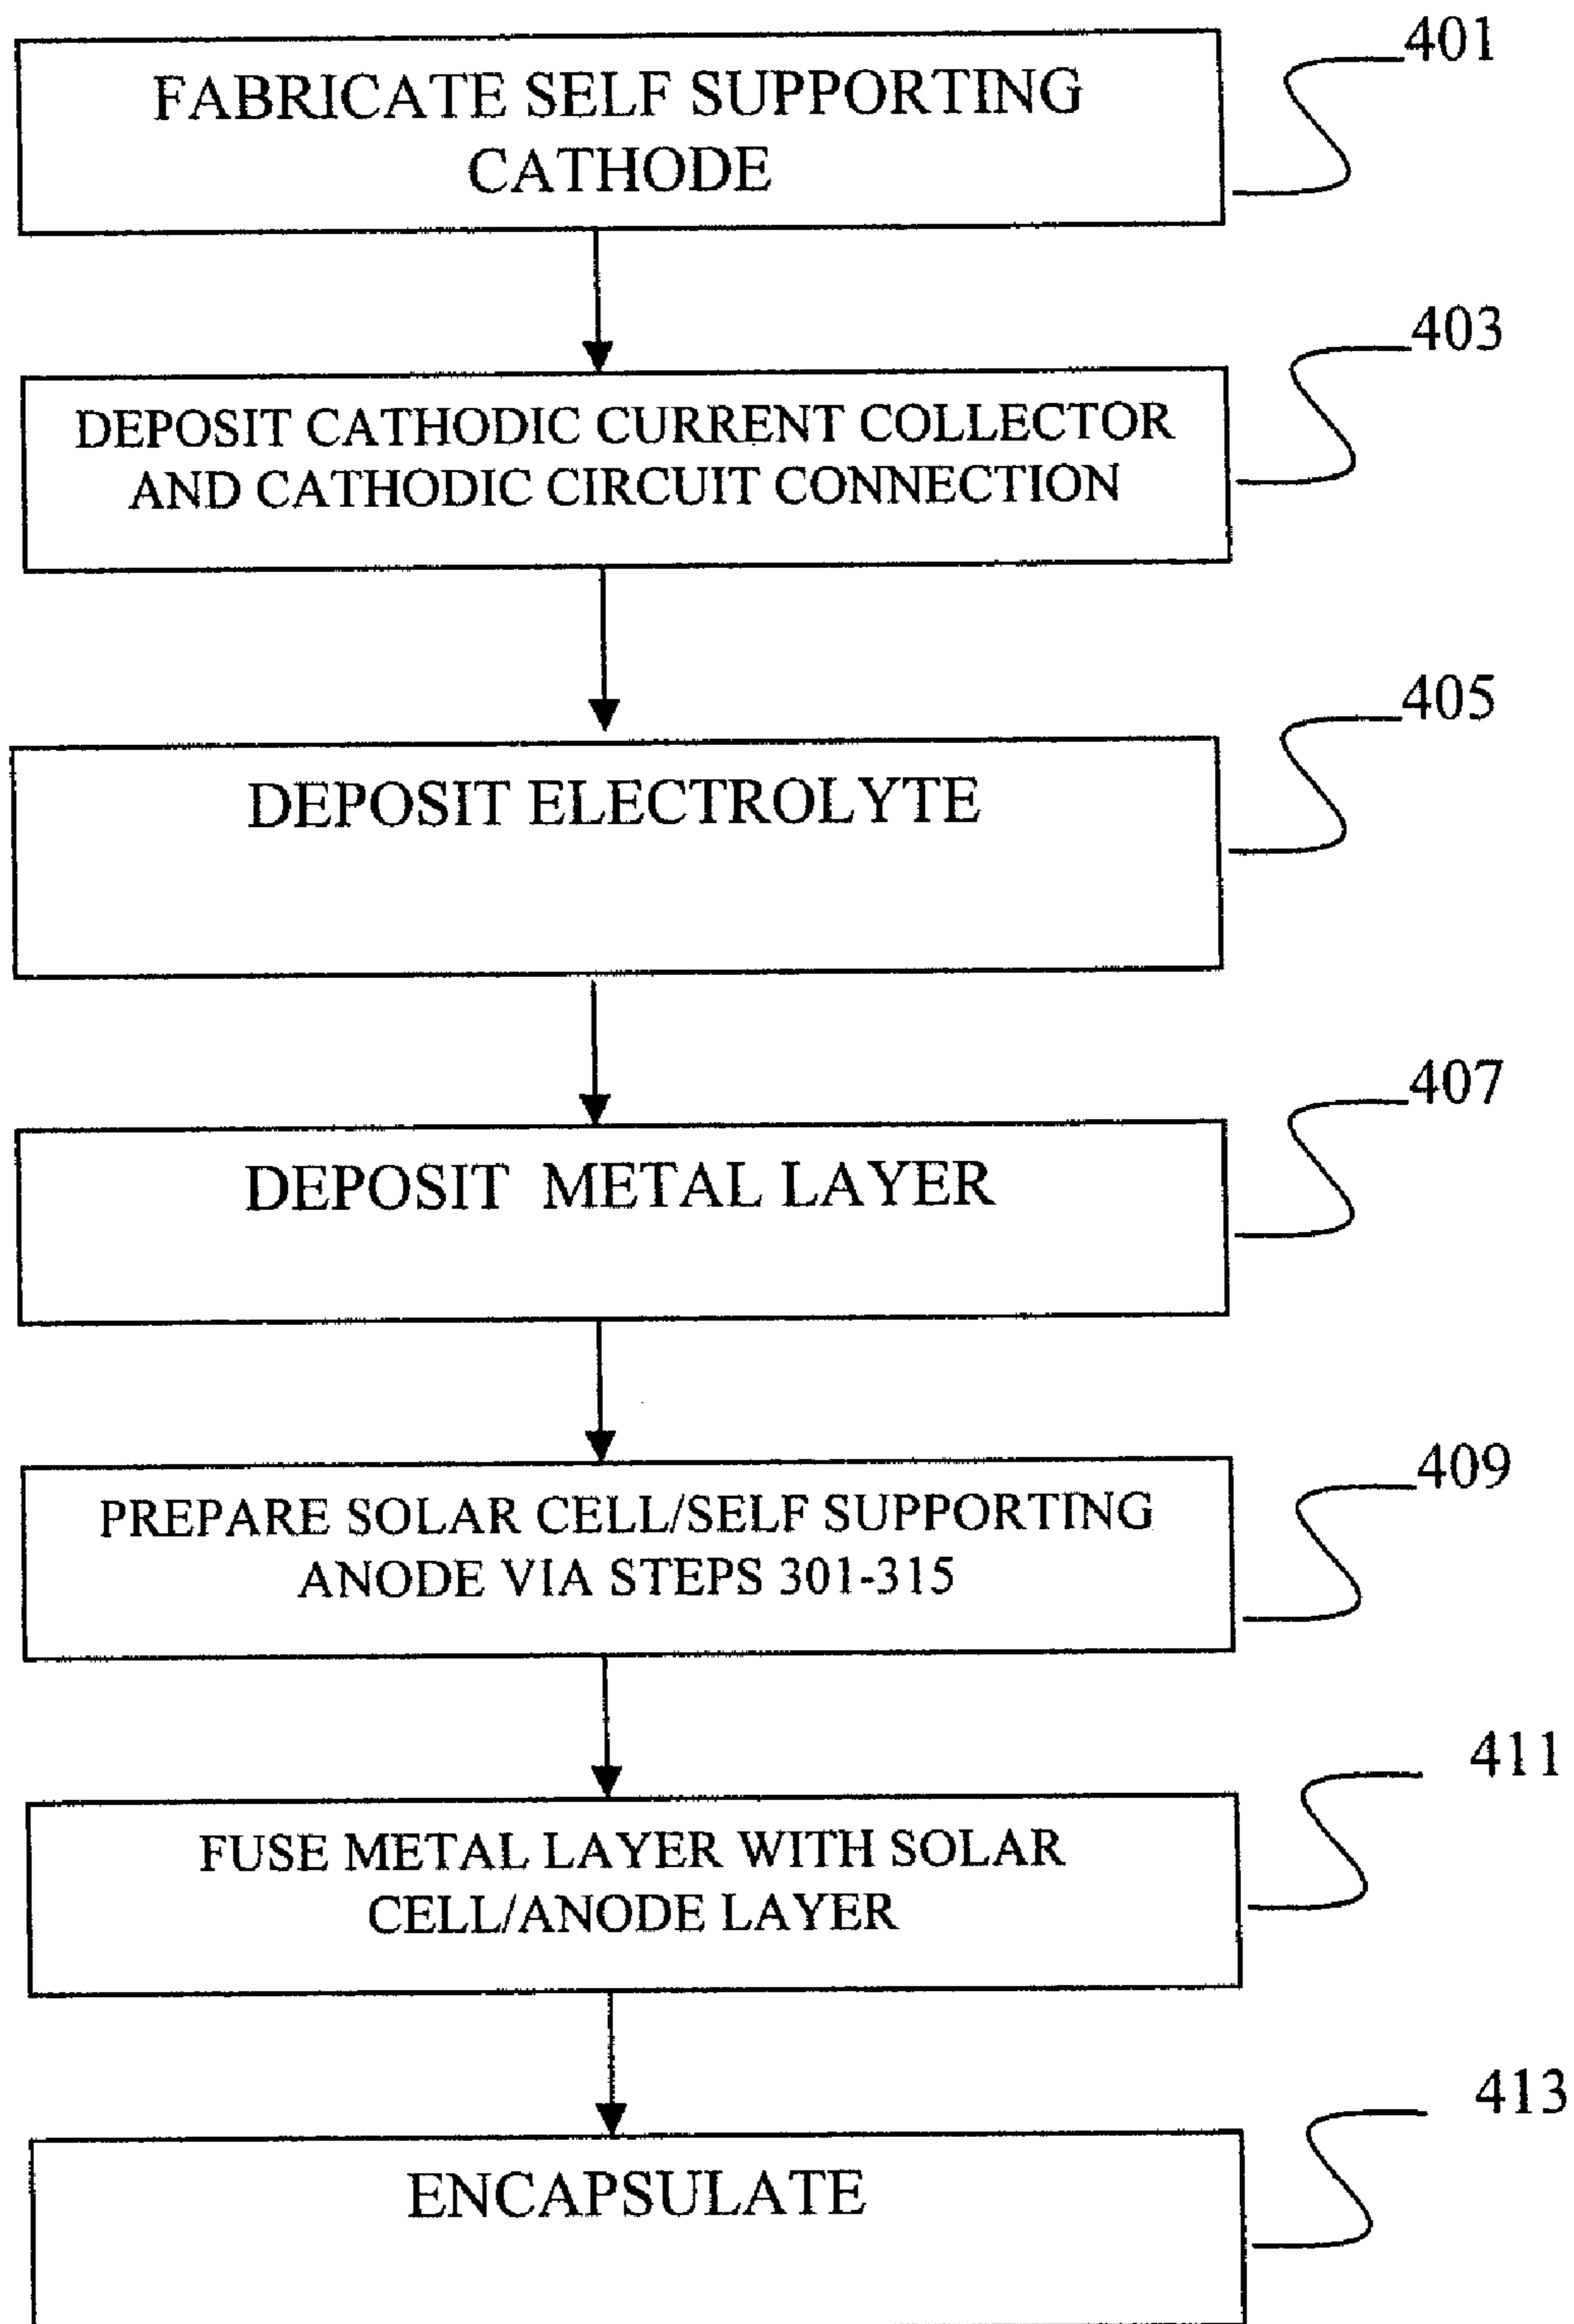 401
FABRICATE SELF SUPPORTING
CATHODE
403
DEPOSIT CATHODIC CURRENT COLLECTOR
AND CATHODIC CIRCUIT CONNECTION
405
DEPOSIT ELECTROLYTE
407
DEPOSIT METAL LAYER
409
PREPARE SOLAR CELL/SELF SUPPORTING
ANODE VIA STEPS 301-315
411
FUSE METAL LAYER WITH SOLAR
CELL/ANODE LAYER
413
ENCAPSULATE